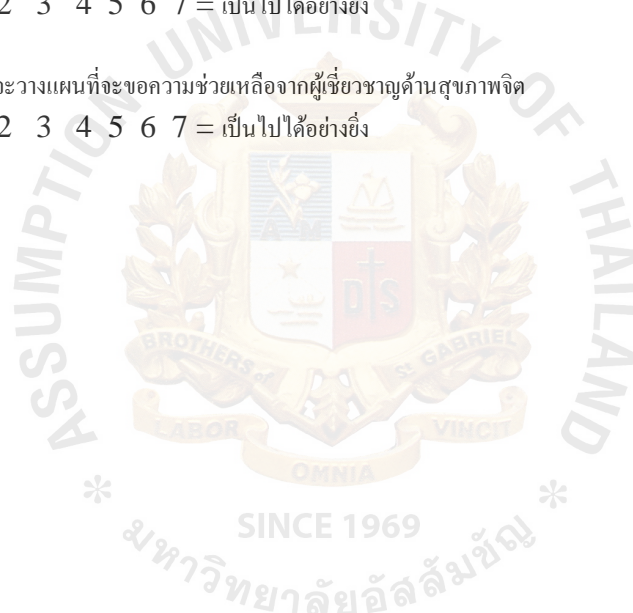 2 3 4 5 6 7 = เป็นไปได้อย่างยิ่ง
จะวางแผนที่จะขอความช่วยเหลือจากผู้เชี่ยวชาญด้านสุขภาพจิต
2 3 4 5 6 7 = เป็นไปได้อย่างยิ่ง
ASSUMPTION UNIVERSITY OF THAILAND
A M
D S
BROTHERS of St GABRIEL
LABOR
VINCIT
OMNIA
SINCE 1969
* มหาวิทยาลัยอัสสัมชัญ *